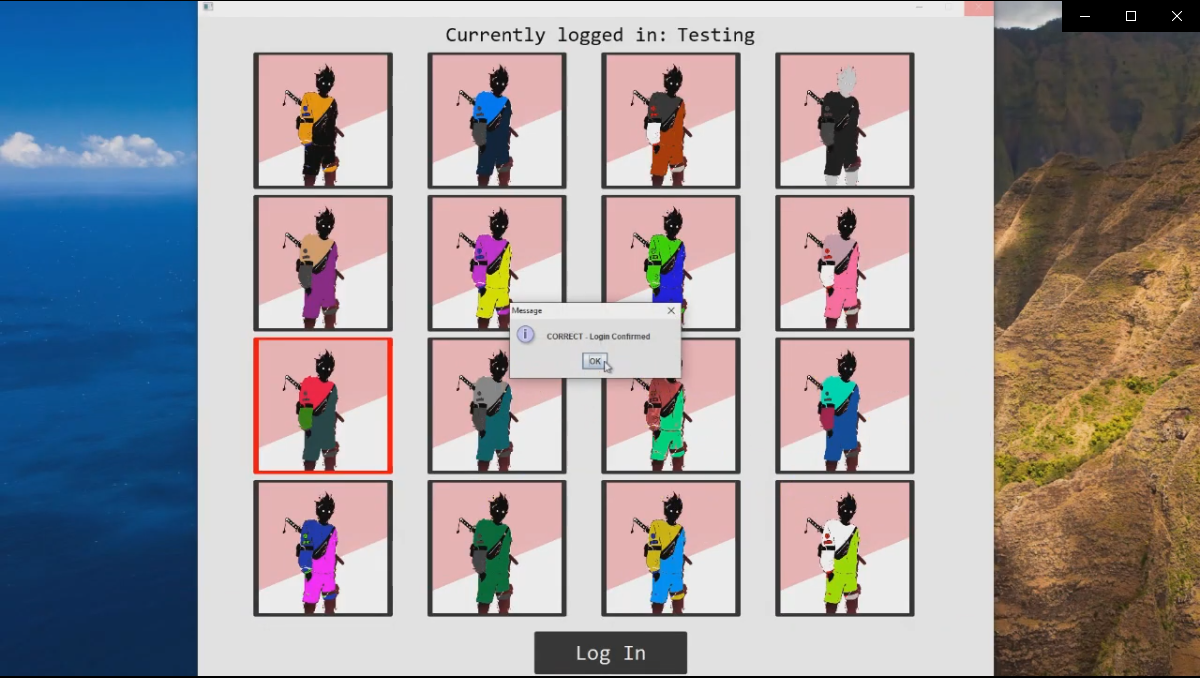 Currently logged in: Testing
Message
CORRECT - Login Confirmed
OK
Log In